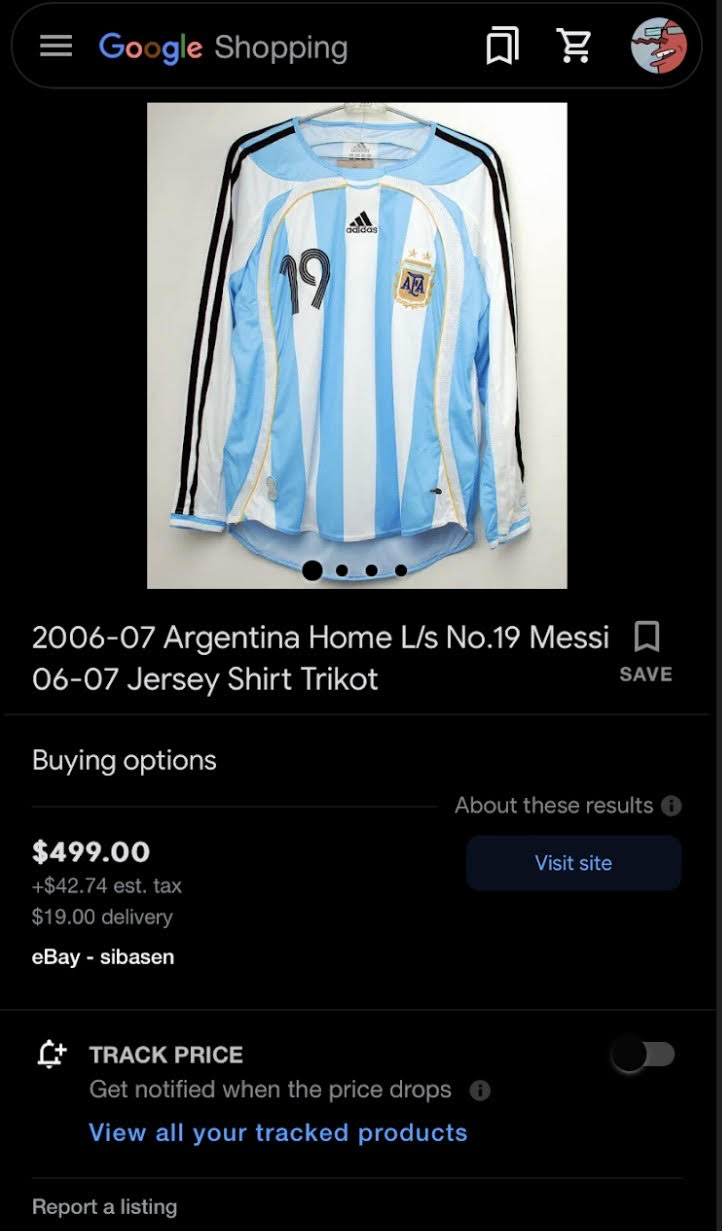 Google Shopping
adidas
19
AFA
2006-07 Argentina Home L/s No.19 Messi
06-07 Jersey Shirt Trikot
SAVE
Buying options
About these results
$499.00
+$42.74 est. tax
$19.00 delivery
Visit site
eBay - sibasen
TRACK PRICE
Get notified when the price drops
View all your tracked products
Report a listing